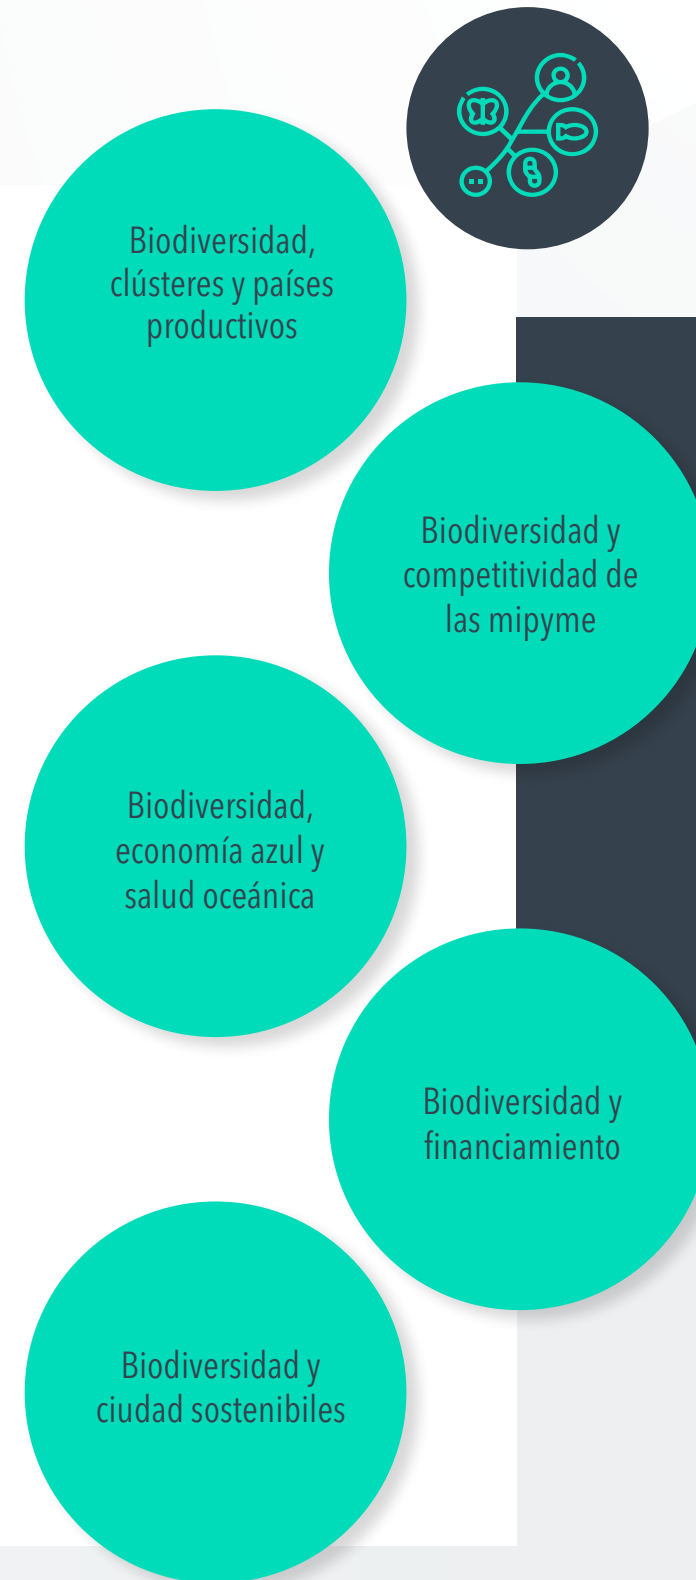 Biodiversidad,
clústeres y países
productivos
Biodiversidad y
competitividad de
las mipyme
Biodiversidad,
economía azul y
salud oceánica
Biodiversidad y
financiamiento
Biodiversidad y
ciudad sostenibiles